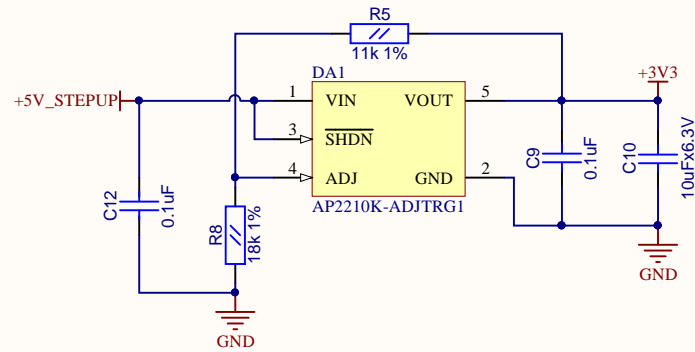 R5
11k 1%
DA1
+3V3
+5V_STEPUP
1
VIN
VOUT
5
3
SHDN
4
ADJ
GND
2
AP2210K-ADJTRG1
C12
0.1uF
R8
18k 1%
C9
0.1uF
C10
10uFx6.3V
GND
GND